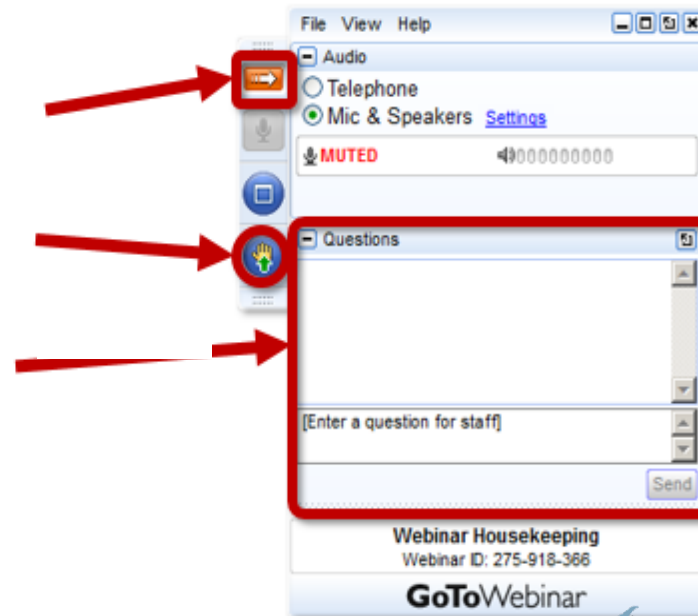 File View Help
Audio
Telephone
Mic & Speakers Settings
MUTED 000000000
Questions
[Enter a question for staff]
Send
Webinar Housekeeping
Webinar ID: 275-918-366
GoToWebinar